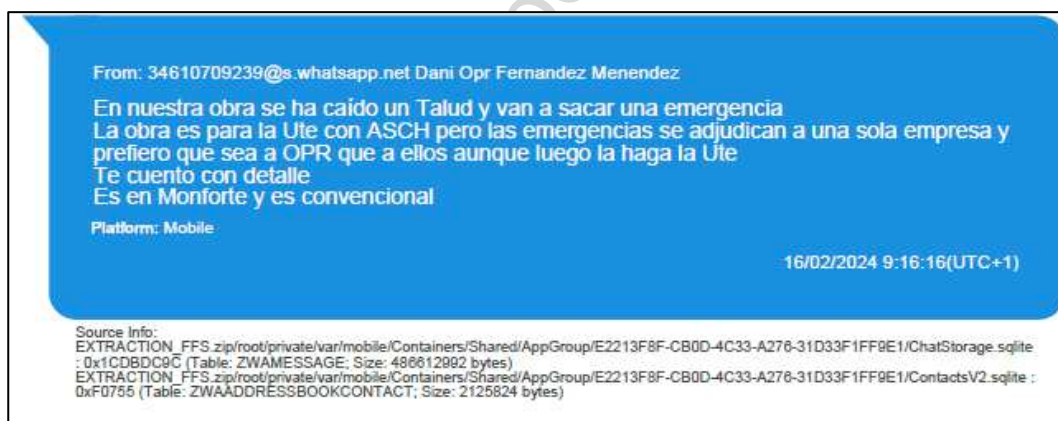 From: 34610709239@s.whatsapp.net Dani Opr Fernandez Menendez
En nuestra obra se ha caído un Talud y van a sacar una emergencia
La obra es para la Ute con ASCH pero las emergencias se adjudican a una sola empresa y
prefiero que sea a OPR que a ellos aunque luego la haga la Ute
Te cuento con detalle
Es en Monforte y es convencional
Platform: Mobile
16/02/2024 9:16:16(UTC+1)
Source Info:
EXTRACTION_FFS.zip/root/private/var/mobile/Containers/Shared/AppGroup/E2213F8F-CB0D-4C33-A276-31D33F1FF9E1/ChatStorage.sqlite
: 0x1CDBDC9C (Table: ZWAMESSAGE; Size: 486612992 bytes)
EXTRACTION_FFS.zip/root/private/var/mobile/Containers/Shared/AppGroup/E2213F8F-CB0D-4C33-A276-31D33F1FF9E1/ContactsV2.sqlite :
0xF0755 (Table: ZWAADDRESSBOOKCONTACT; Size: 2125824 bytes)